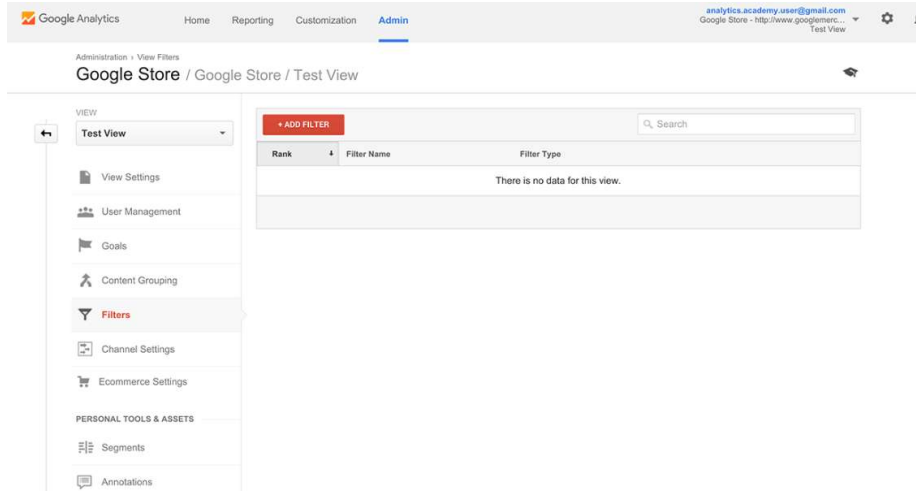 Google Analytics
Home Reporting Customization Admin
analytics.academy.user@gmail.com
Google Store - http://www.googlemerc...
Test View
Administration › View Filters
Google Store / Google Store / Test View
VIEW
Test View
+ ADD FILTER
Search
Rank Filter Name Filter Type
There is no data for this view.
View Settings
User Management
Goals
Content Grouping
Filters
Channel Settings
Ecommerce Settings
PERSONAL TOOLS & ASSETS
Segments
Annotations